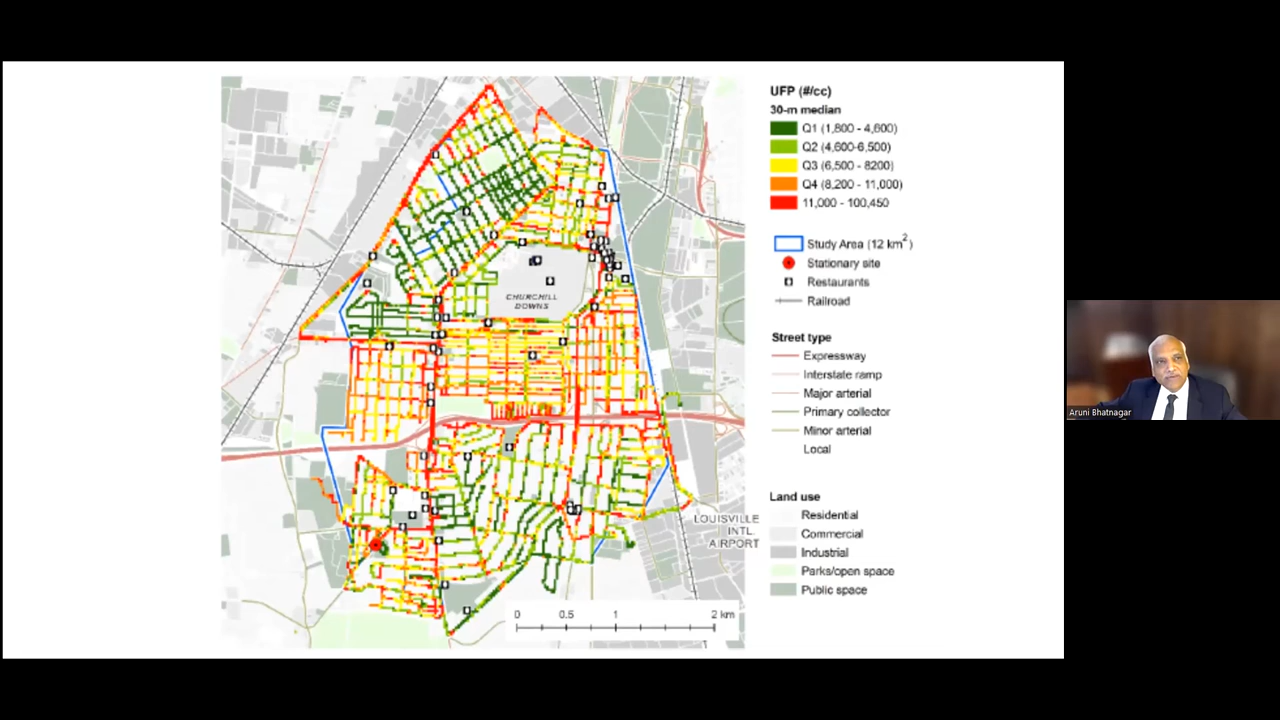 CHURCHILL
DOWNS
LOUISVILLE
INTL.
AIRPORT
0 0.5 1 2 km
UFP (#/cc)
30-m median
Q1 (1,800 - 4,600)
Q2 (4,600-6,500)
Q3 (6,500 - 8200)
Q4 (8,200 - 11,000)
11,000 - 100,450
Study Area (12 km2)
Stationary site
Restaurants
Railroad
Street type
Expressway
Interstate ramp
Major arterial
Primary collector
Minor arterial
Local
Land use
Residential
Commercial
Industrial
Parks/open space
Public space
Aruni Bhatnagar